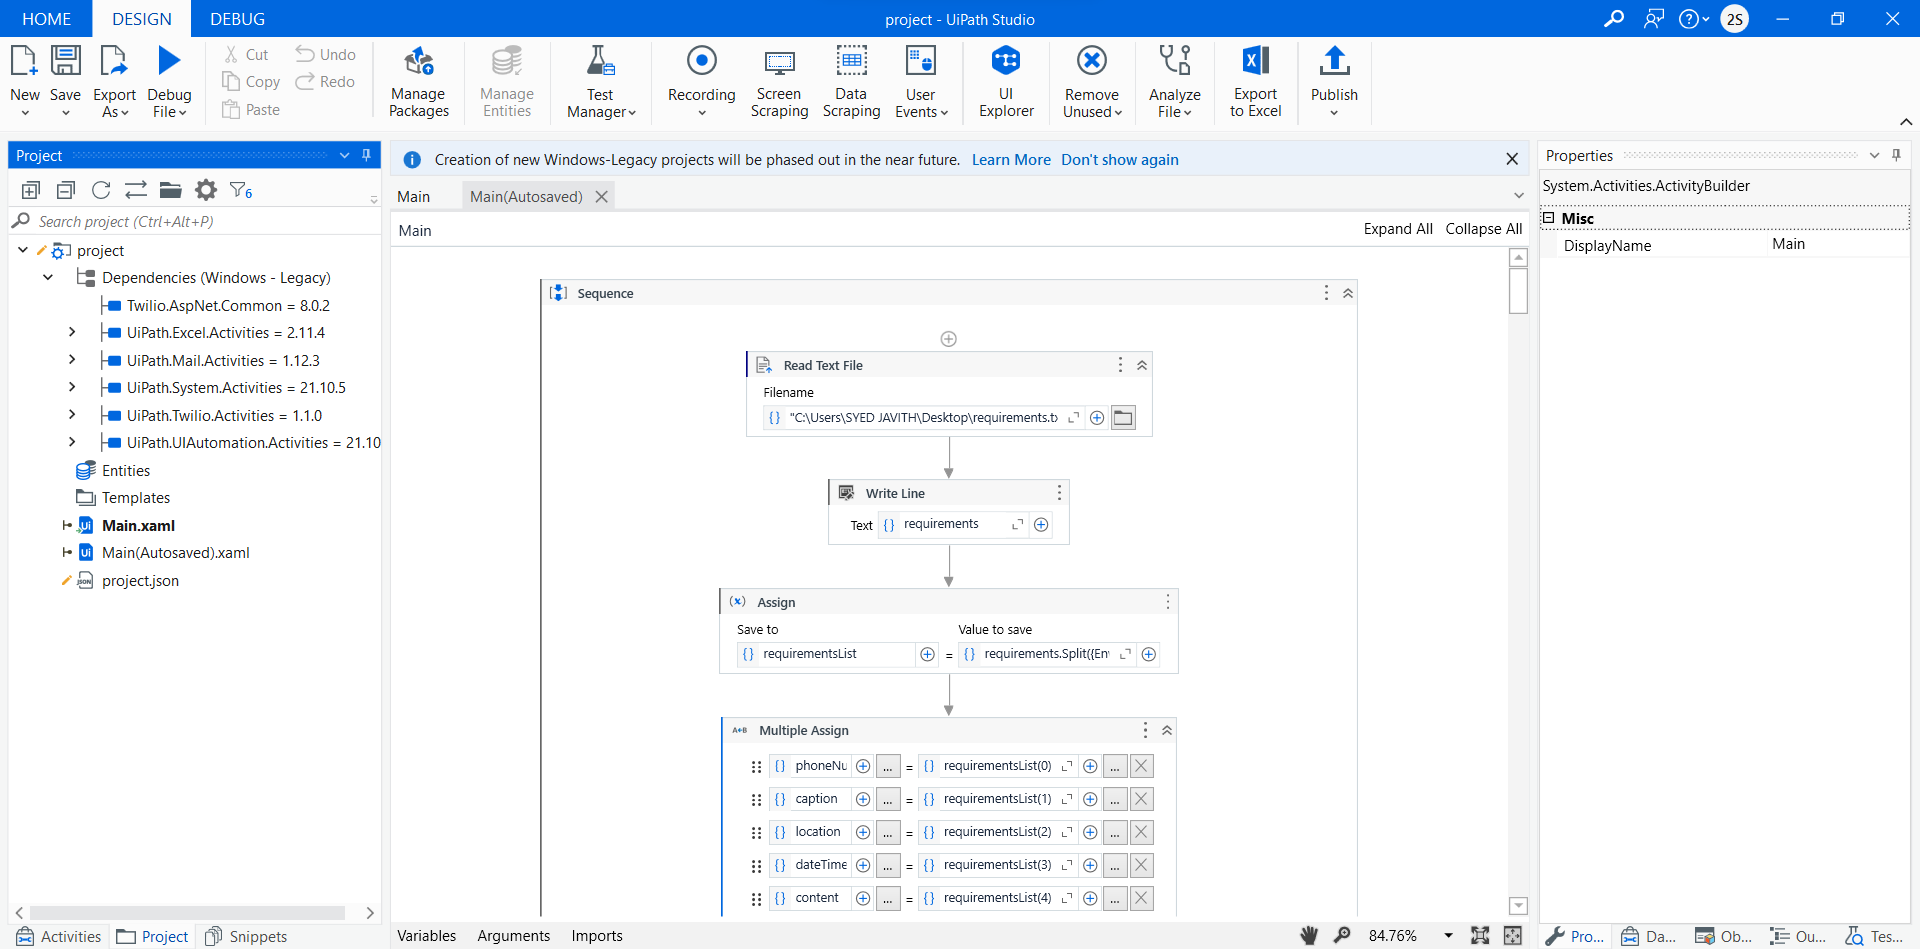 HOME DESIGN DEBUG project - UiPath Studio 2S
New Save Export As Debug File
Cut Undo
Copy Redo
Paste
Manage Packages
Manage Entities
Test Manager
Recording
Screen Scraping
Data Scraping
User Events
UI Explorer
Remove Unused
Analyze File
Export to Excel
Publish
Project
6
Search project (Ctrl+Alt+P)
project
Dependencies (Windows - Legacy)
Twilio.AspNet.Common = 8.0.2
UiPath.Excel.Activities = 2.11.4
UiPath.Mail.Activities = 1.12.3
UiPath.System.Activities = 21.10.5
UiPath.Twilio.Activities = 1.1.0
UiPath.UIAutomation.Activities = 21.10
Entities
Templates
Main.xaml
Main(Autosaved).xaml
project.json
Activities Project Snippets
Creation of new Windows-Legacy projects will be phased out in the near future. Learn More Don't show again
Main Main(Autosaved)
Main Expand All Collapse All
Sequence
Read Text File
Filename
"C:\Users\SYED JAVITH\Desktop\requirements.tx
Write Line
Text requirements
Assign
Save to Value to save
requirementsList = requirements.Split({En
A+B Multiple Assign
phoneNu ... = requirementsList(0) ...
caption ... = requirementsList(1) ...
location ... = requirementsList(2) ...
dateTime ... = requirementsList(3) ...
content ... = requirementsList(4) ...
Variables Arguments Imports 84.76%
Properties
System.Activities.ActivityBuilder
Misc
DisplayName Main
Pro... Da... Ob... Ou... Tes...